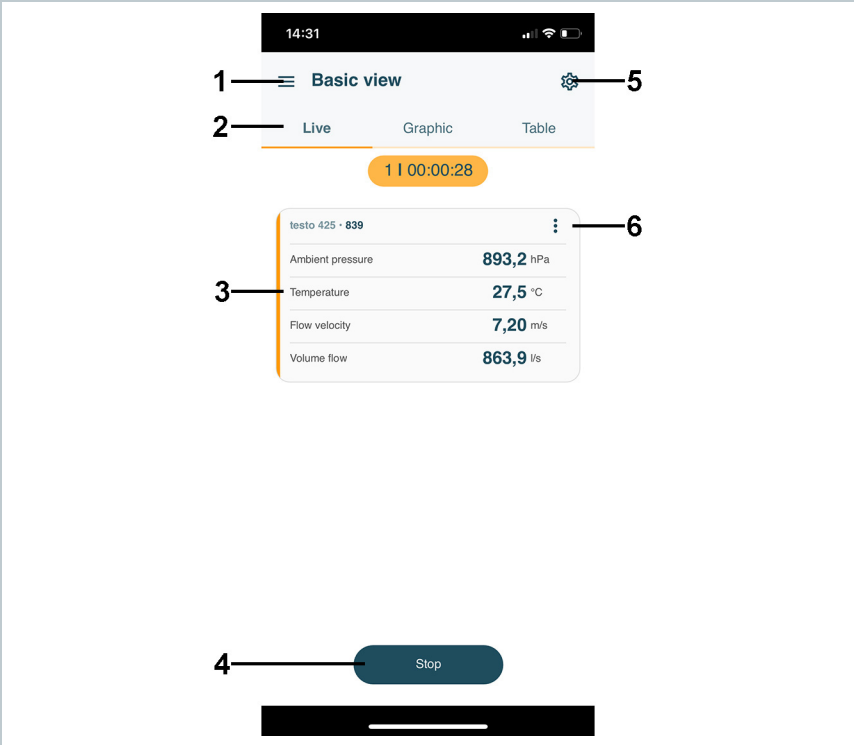 14:31
1 Basic view 5
2 Live Graphic Table
1 | 00:00:28
testo 425 · 839 6
Ambient pressure 893,2 hPa
3 Temperature 27,5 °C
Flow velocity 7,20 m/s
Volume flow 863,9 l/s
4 Stop